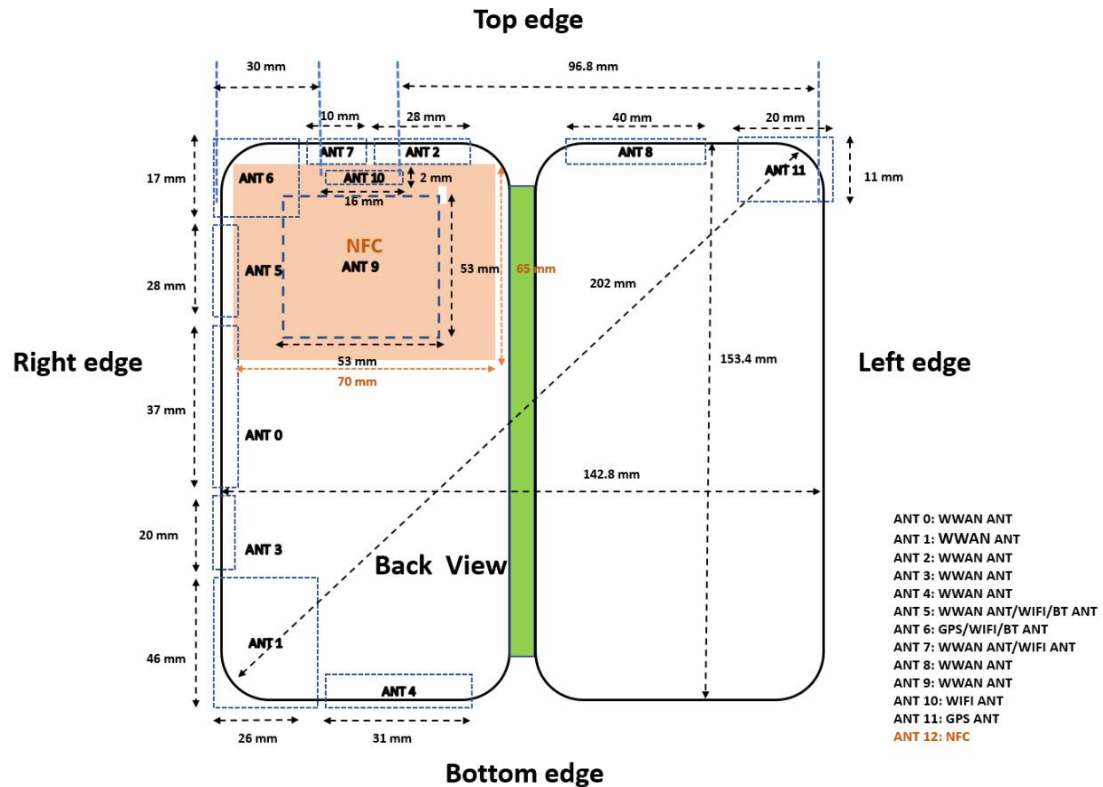 Top edge
30 mm
96.8 mm
10 mm
28 mm
40 mm
20 mm
ANT 7
ANT 2
ANT 8
ANT 11
17 mm
ANT 6
ANT 10
2 mm
11 mm
16 mm
NFC
ANT 9
ANT 5
53 mm
65 mm
28 mm
202 mm
Right edge
53 mm
153.4 mm
Left edge
70 mm
37 mm
ANT 0
142.8 mm
20 mm
ANT 3
Back View
ANT 1
46 mm
ANT 4
26 mm
31 mm
Bottom edge
ANT 0: WWAN ANT
ANT 1: WWAN ANT
ANT 2: WWAN ANT
ANT 3: WWAN ANT
ANT 4: WWAN ANT
ANT 5: WWAN ANT/WIFI/BT ANT
ANT 6: GPS/WIFI/BT ANT
ANT 7: WWAN ANT/WIFI ANT
ANT 8: WWAN ANT
ANT 9: WWAN ANT
ANT 10: WIFI ANT
ANT 11: GPS ANT
ANT 12: NFC